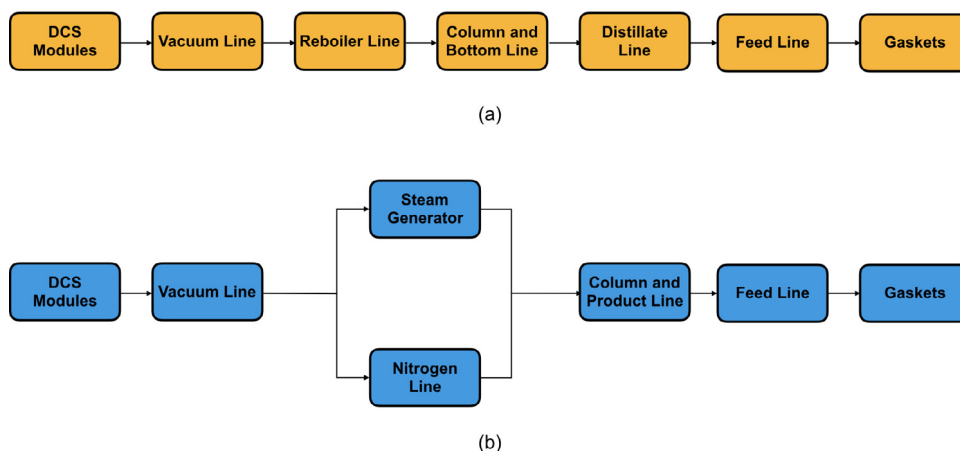 DCS
Modules
Vacuum Line
Reboiler Line
Column and
Bottom Line
Distillate
Line
Feed Line
Gaskets
(a)
Steam
Generator
DCS
Modules
Vacuum Line
Column and
Product Line
Feed Line
Gaskets
Nitrogen
Line
(b)